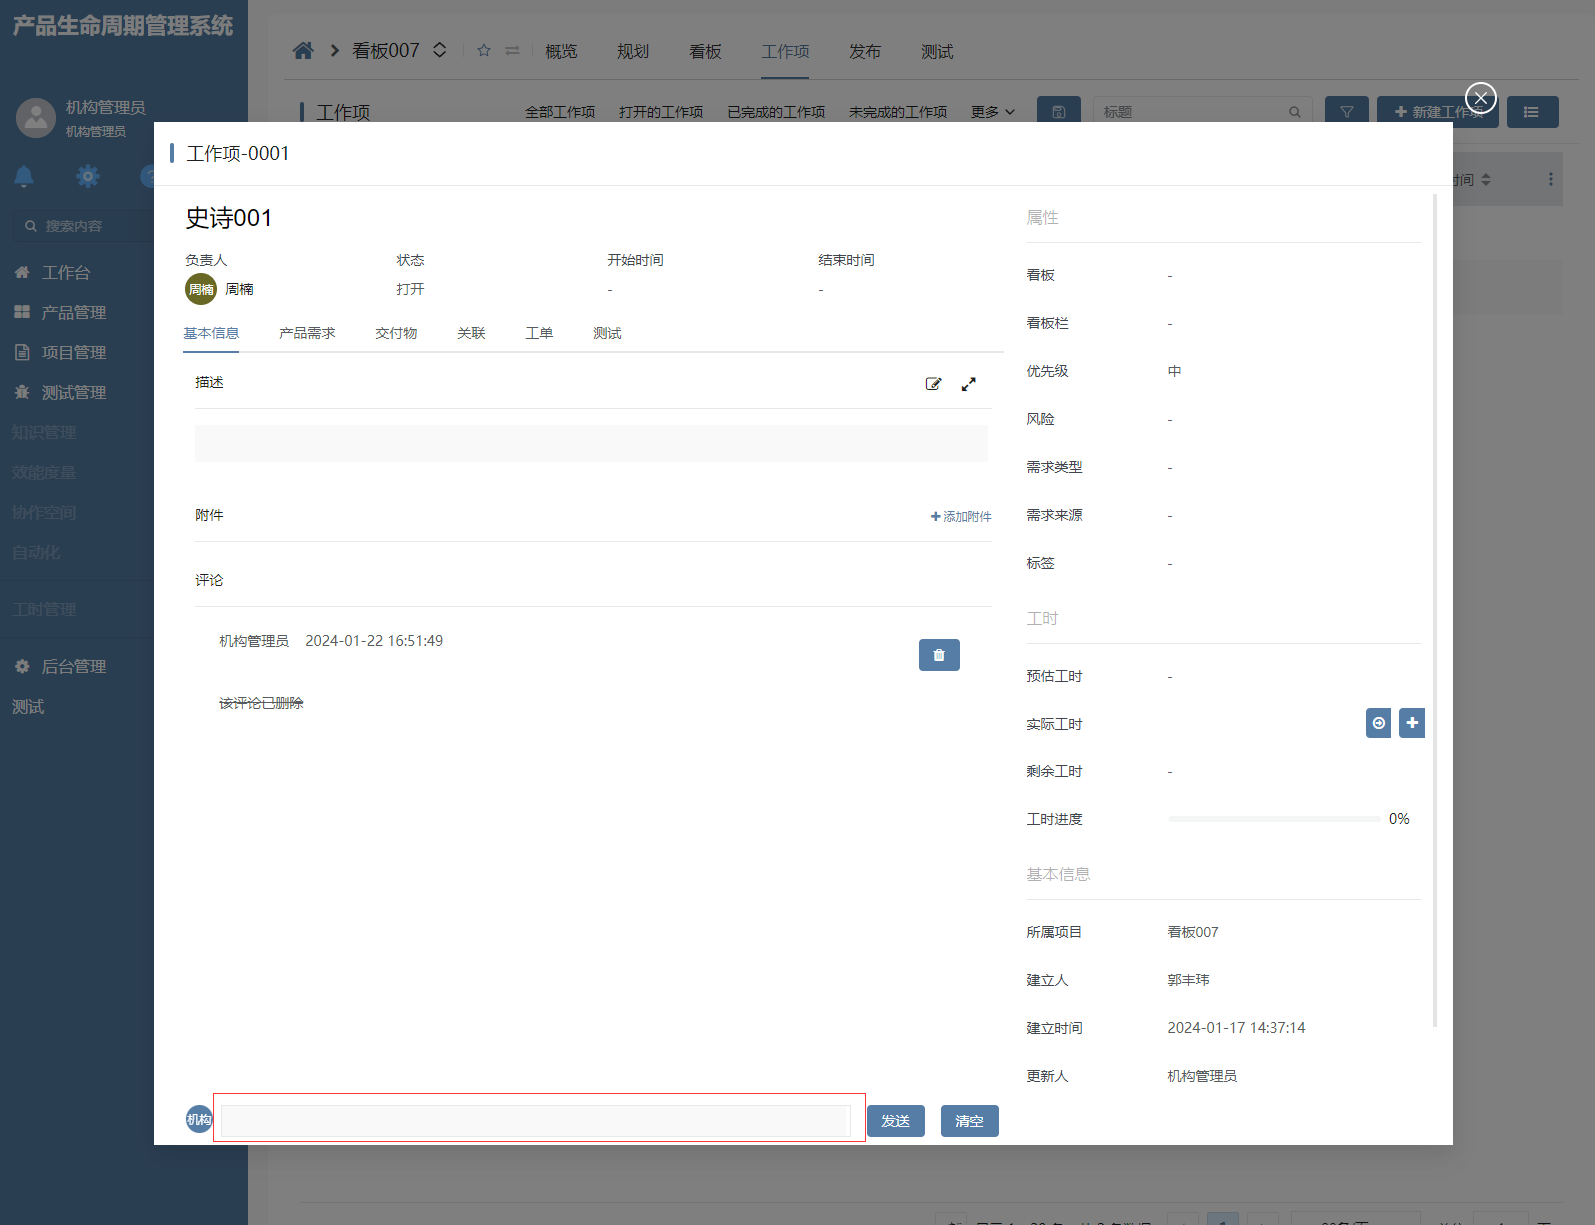 产品生命周期管理系统
机构管理员
机构管理员
搜索内容
工作台
产品管理
项目管理
测试管理
知识管理
效能度量
协作空间
自动化
工时管理
后台管理
测试
看板007
概览 规划 看板 工作项 发布 测试
工作项
全部工作项 打开的工作项 已完成的工作项 未完成的工作项 更多
标题
新建工作项
时间
工作项-0001
史诗001
负责人 状态 开始时间 结束时间
周楠 周楠 打开 - -
基本信息 产品需求 交付物 关联 工单 测试
描述
附件
添加附件
评论
机构管理员 2024-01-22 16:51:49
该评论已删除
机构
发送 清空
属性
看板 -
看板栏 -
优先级 中
风险 -
需求类型 -
需求来源 -
标签 -
工时
预估工时 -
实际工时
剩余工时 -
工时进度 0%
基本信息
所属项目 看板007
建立人 郭丰玮
建立时间 2024-01-17 14:37:14
更新人 机构管理员